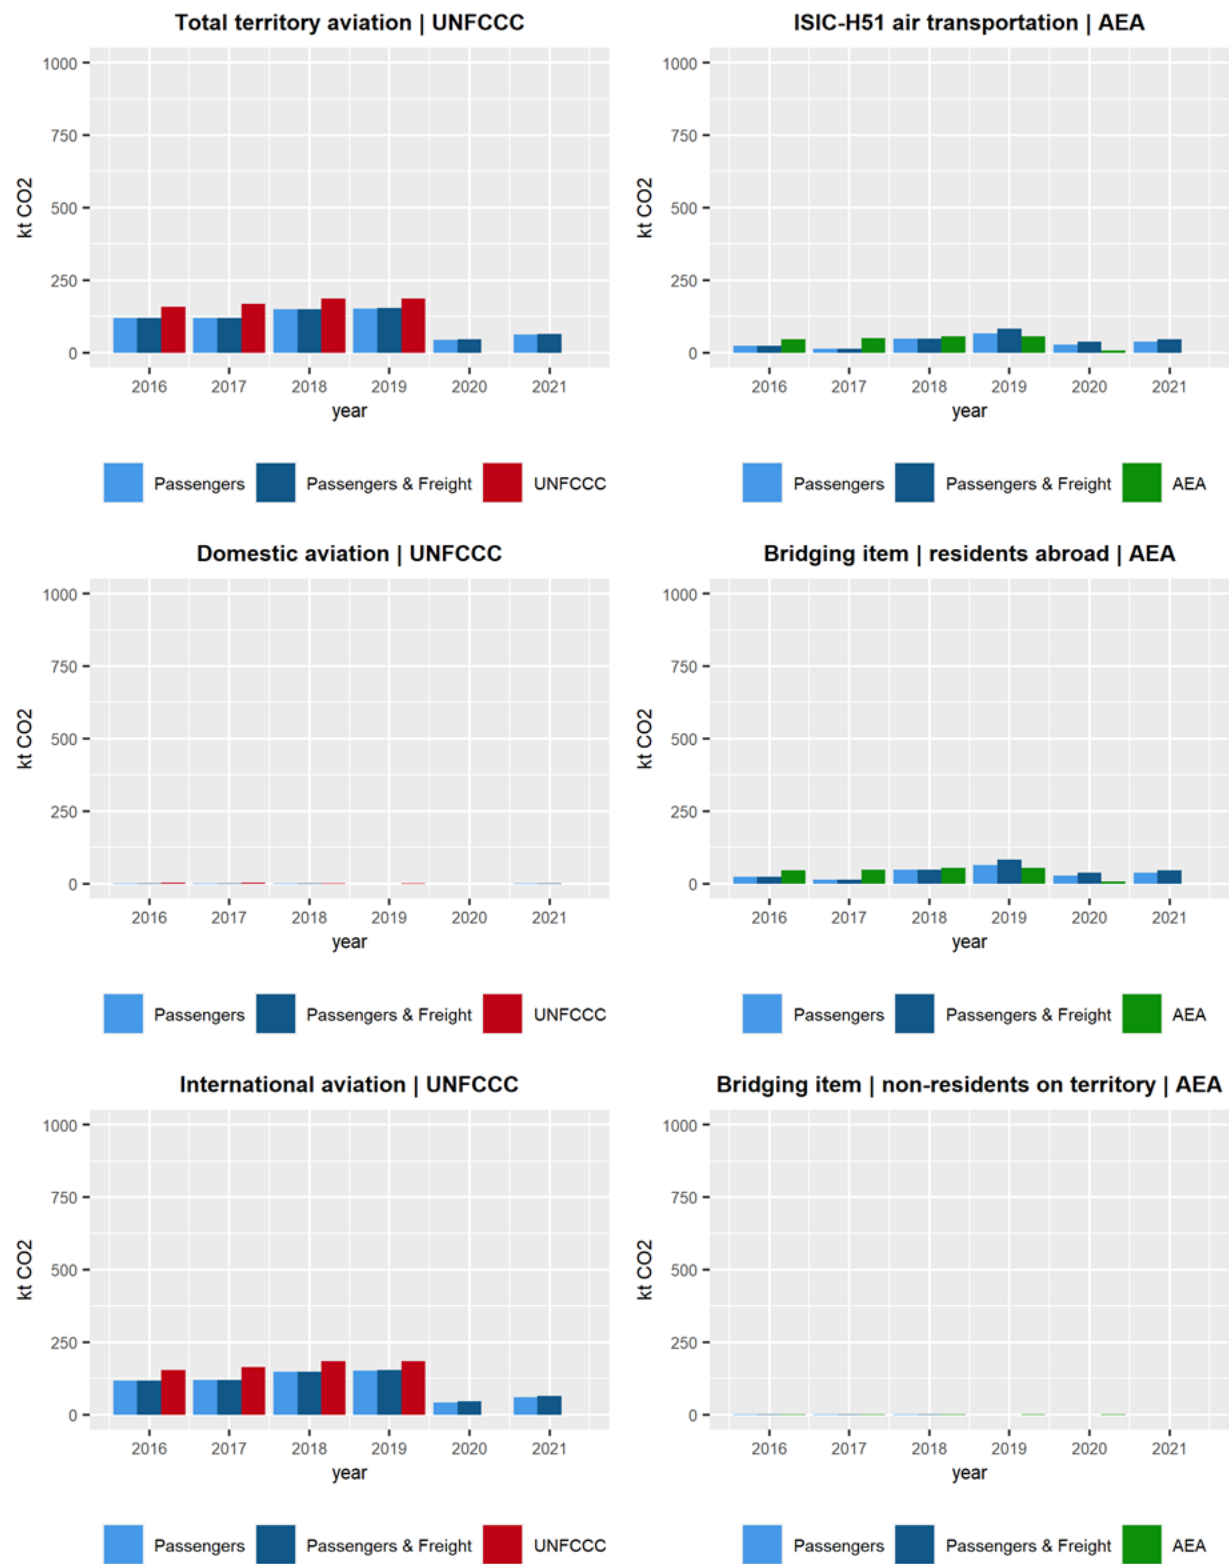 Total territory aviation | UNFCCC
1000
750
500
250
0
kt CO2
2016 2017 2018 2019 2020 2021
year
Passengers Passengers & Freight UNFCCC
ISIC-H51 air transportation | AEA
1000
750
500
250
0
kt CO2
2016 2017 2018 2019 2020 2021
year
Passengers Passengers & Freight AEA
Domestic aviation | UNFCCC
1000
750
500
250
0
kt CO2
2016 2017 2018 2019 2020 2021
year
Passengers Passengers & Freight UNFCCC
Bridging item | residents abroad | AEA
1000
750
500
250
0
kt CO2
2016 2017 2018 2019 2020 2021
year
Passengers Passengers & Freight AEA
International aviation | UNFCCC
1000
750
500
250
0
kt CO2
2016 2017 2018 2019 2020 2021
year
Passengers Passengers & Freight UNFCCC
Bridging item | non-residents on territory | AEA
1000
750
500
250
0
kt CO2
2016 2017 2018 2019 2020 2021
year
Passengers Passengers & Freight AEA